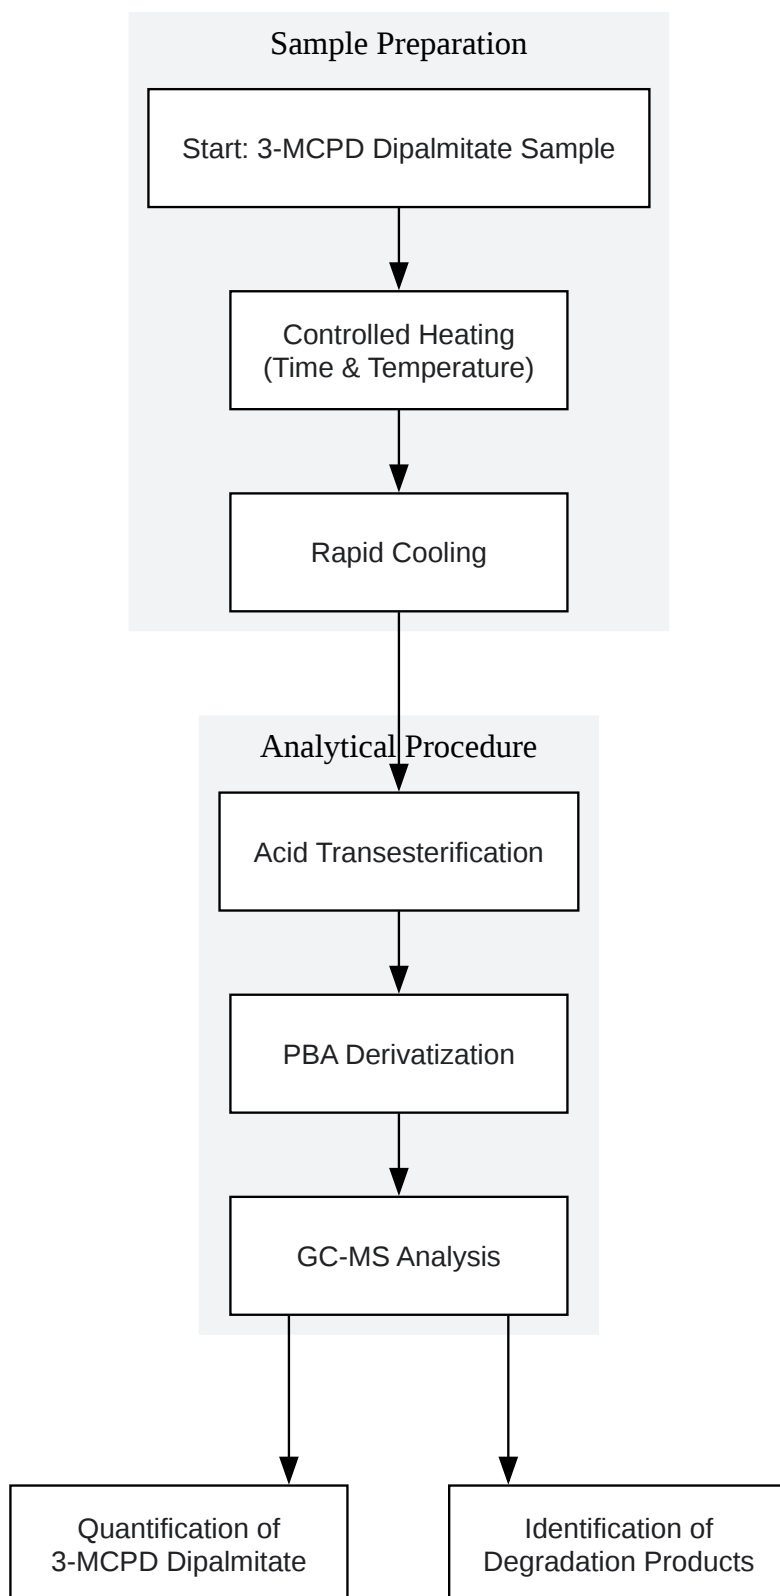 Sample Preparation
Start: 3-MCPD Dipalmitate Sample
Controlled Heating
(Time & Temperature)
Rapid Cooling
Analytical Procedure
Acid Transesterification
PBA Derivatization
GC-MS Analysis
Quantification of
3-MCPD Dipalmitate
Identification of
Degradation Products